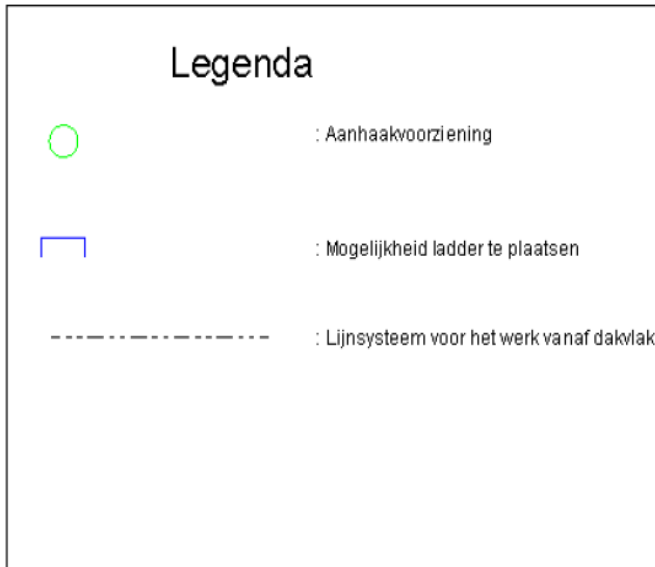 Legenda
: Aanhaakvoorziening
: Mogelijkheid ladder te plaatsen
: Lijnsysteem voor het werk vanaf dakvlak